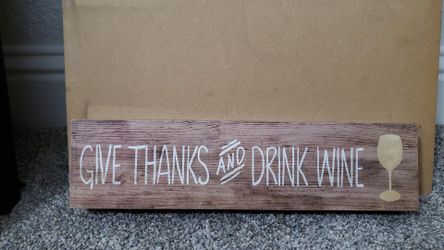 GIVE THANKS AND DRINK WINE